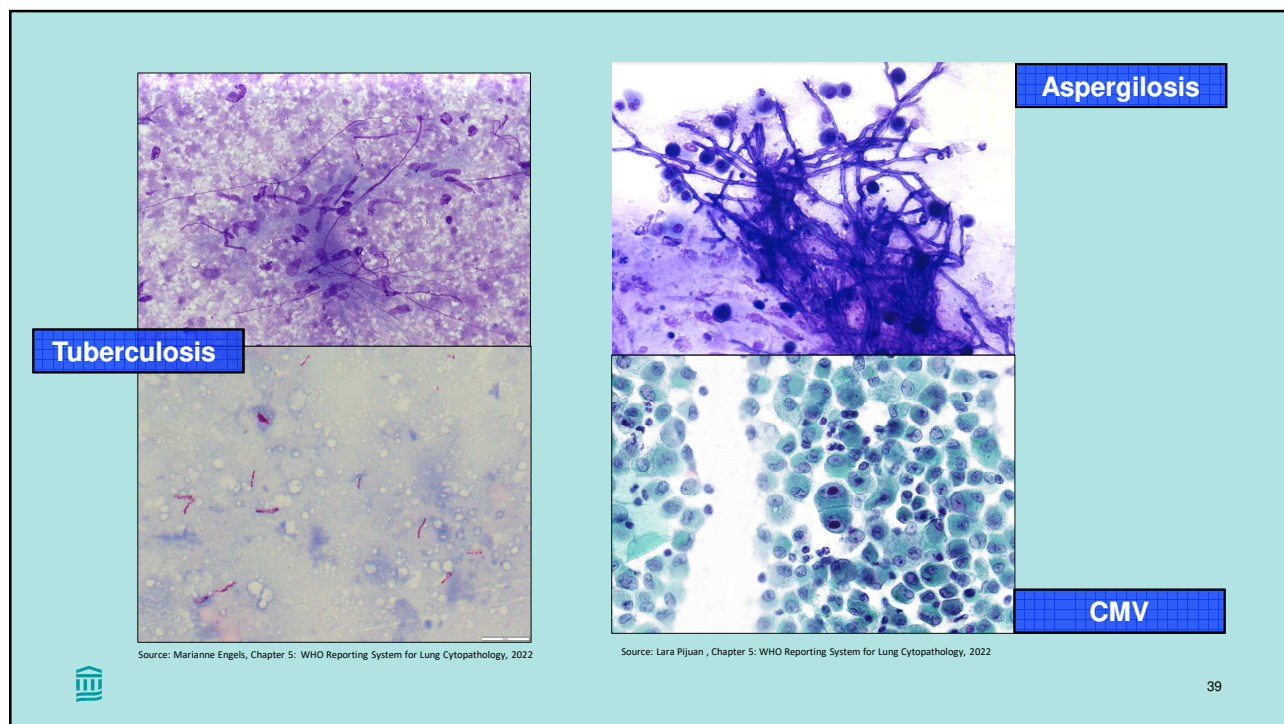 Aspergilosis
Tuberculosis
CMV
Source: Marianne Engels, Chapter 5: WHO Reporting System for Lung Cytopathology, 2022
Source: Lara Pijuan , Chapter 5: WHO Reporting System for Lung Cytopathology, 2022
39